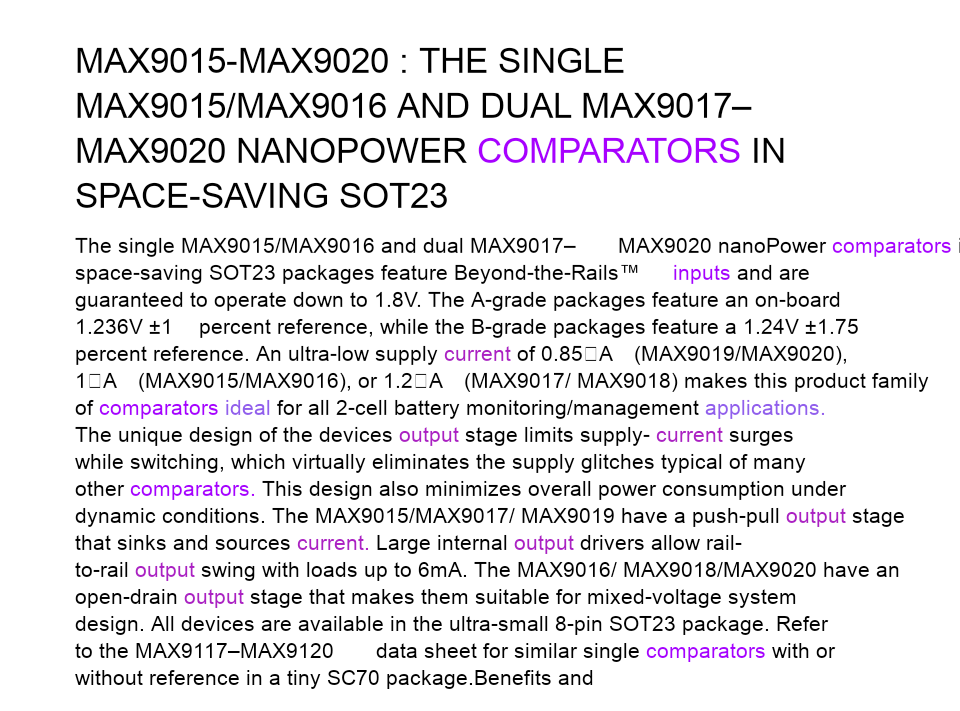 MAX9015-MAX9020 : THE SINGLE
MAX9015/MAX9016 AND DUAL MAX9017–
MAX9020 NANOPOWER COMPARATORS IN
SPACE-SAVING SOT23
The single MAX9015/MAX9016 and dual MAX9017– MAX9020 nanoPower comparators i
space-saving SOT23 packages feature Beyond-the-Rails™ inputs and are
guaranteed to operate down to 1.8V. The A-grade packages feature an on-board
1.236V ±1 percent reference, while the B-grade packages feature a 1.24V ±1.75
percent reference. An ultra-low supply current of 0.85□A (MAX9019/MAX9020),
1□A (MAX9015/MAX9016), or 1.2□A (MAX9017/ MAX9018) makes this product family
of comparators ideal for all 2-cell battery monitoring/management applications.
The unique design of the devices output stage limits supply- current surges
while switching, which virtually eliminates the supply glitches typical of many
other comparators. This design also minimizes overall power consumption under
dynamic conditions. The MAX9015/MAX9017/ MAX9019 have a push-pull output stage
that sinks and sources current. Large internal output drivers allow rail-
to-rail output swing with loads up to 6mA. The MAX9016/ MAX9018/MAX9020 have an
open-drain output stage that makes them suitable for mixed-voltage system
design. All devices are available in the ultra-small 8-pin SOT23 package. Refer
to the MAX9117–MAX9120 data sheet for similar single comparators with or
without reference in a tiny SC70 package.Benefits and